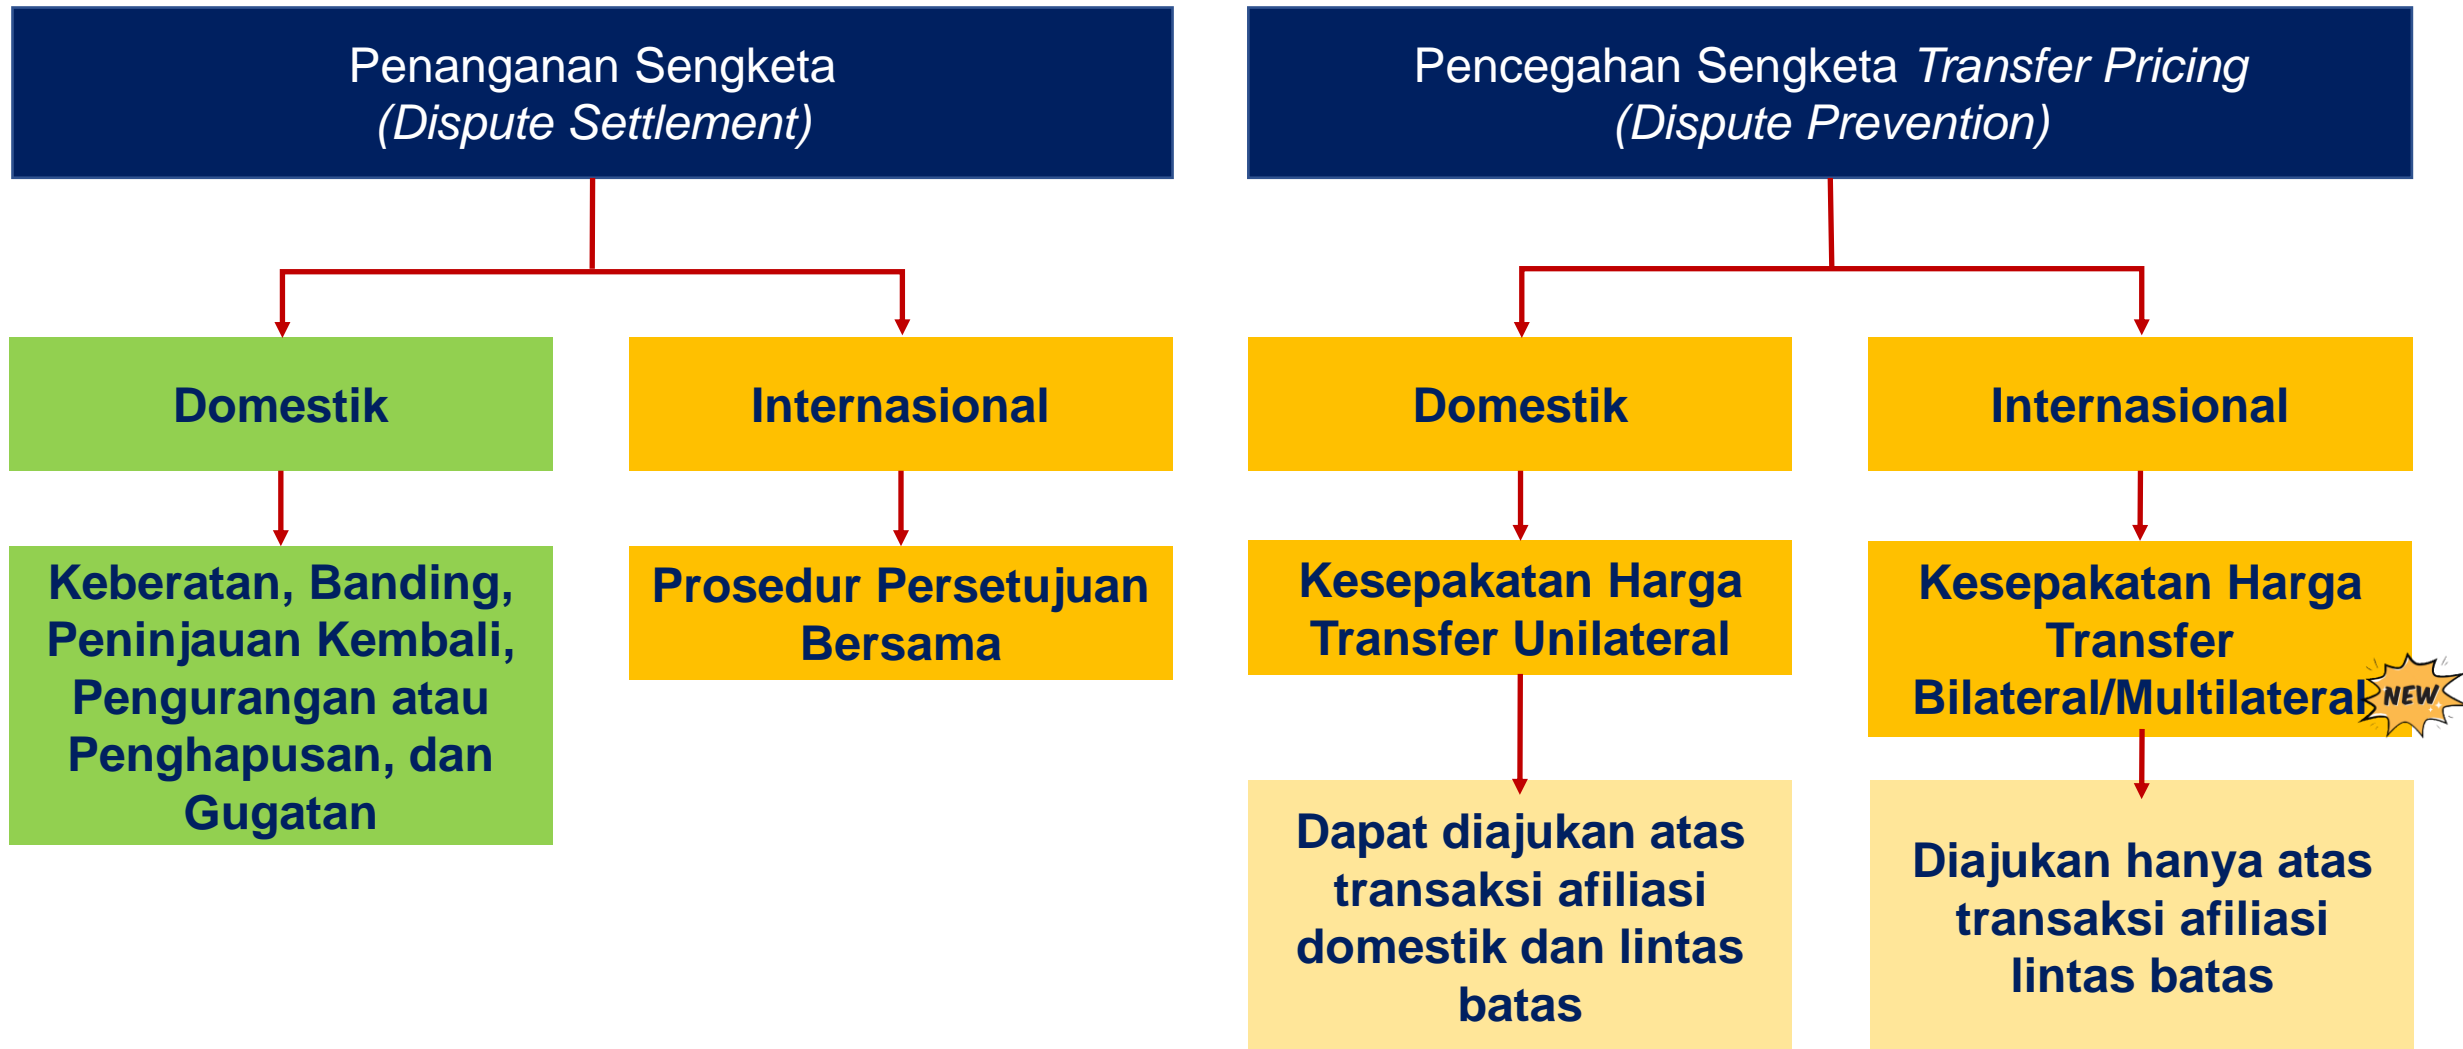 Penanganan Sengketa
(Dispute Settlement)
Pencegahan Sengketa Transfer Pricing
(Dispute Prevention)
Domestik
Internasional
Domestik
Internasional
Keberatan, Banding,
Peninjauan Kembali,
Pengurangan atau
Penghapusan, dan
Gugatan
Prosedur Persetujuan
Bersama
Kesepakatan Harga
Transfer Unilateral
Kesepakatan Harga
Transfer
Bilateral/Multilateral
NEW
Dapat diajukan atas
transaksi afiliasi
domestik dan lintas
batas
Diajukan hanya atas
transaksi afiliasi
lintas batas